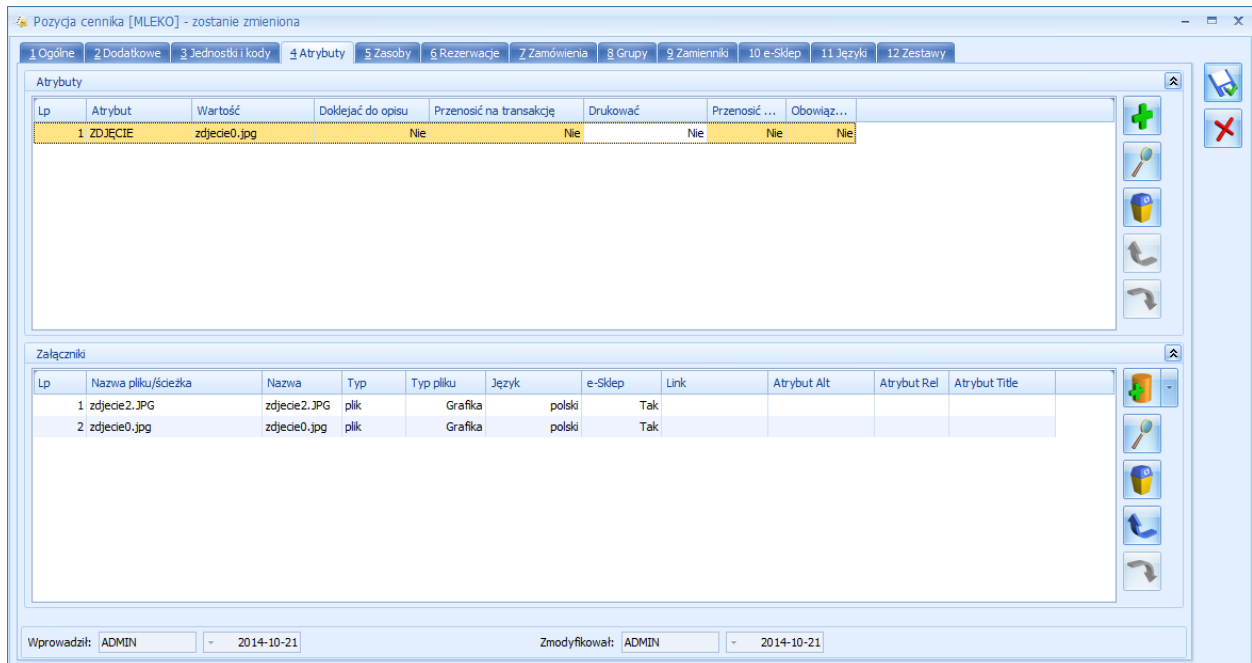 Pozycja cennika [MLEKO] - zostanie zmieniona
1 Ogólne 2 Dodatkowe 3 Jednostki i kody 4 Atrybuty 5 Zasoby 6 Rezerwacje 7 Zamówienia 8 Grupy 9 Zamienniki 10 e-Sklep 11 Języki 12 Zestawy
Atrybuty
Lp Atrybut Wartość Doklejać do opisu Przenosić na transakcję Drukować Przenosić ... Obowiąz...
1 ZDJĘCIE zdjecie0.jpg Nie Nie Nie Nie Nie
Załączniki
Lp Nazwa pliku/ścieżka Nazwa Typ Typ pliku Język e-Sklep Link Atrybut Alt Atrybut Rel Atrybut Title
1 zdjecie2.JPG zdjecie2.JPG plik Grafika polski Tak
2 zdjecie0.jpg zdjecie0.jpg plik Grafika polski Tak
Wprowadził: ADMIN - 2014-10-21 Zmodyfikował: ADMIN - 2014-10-21